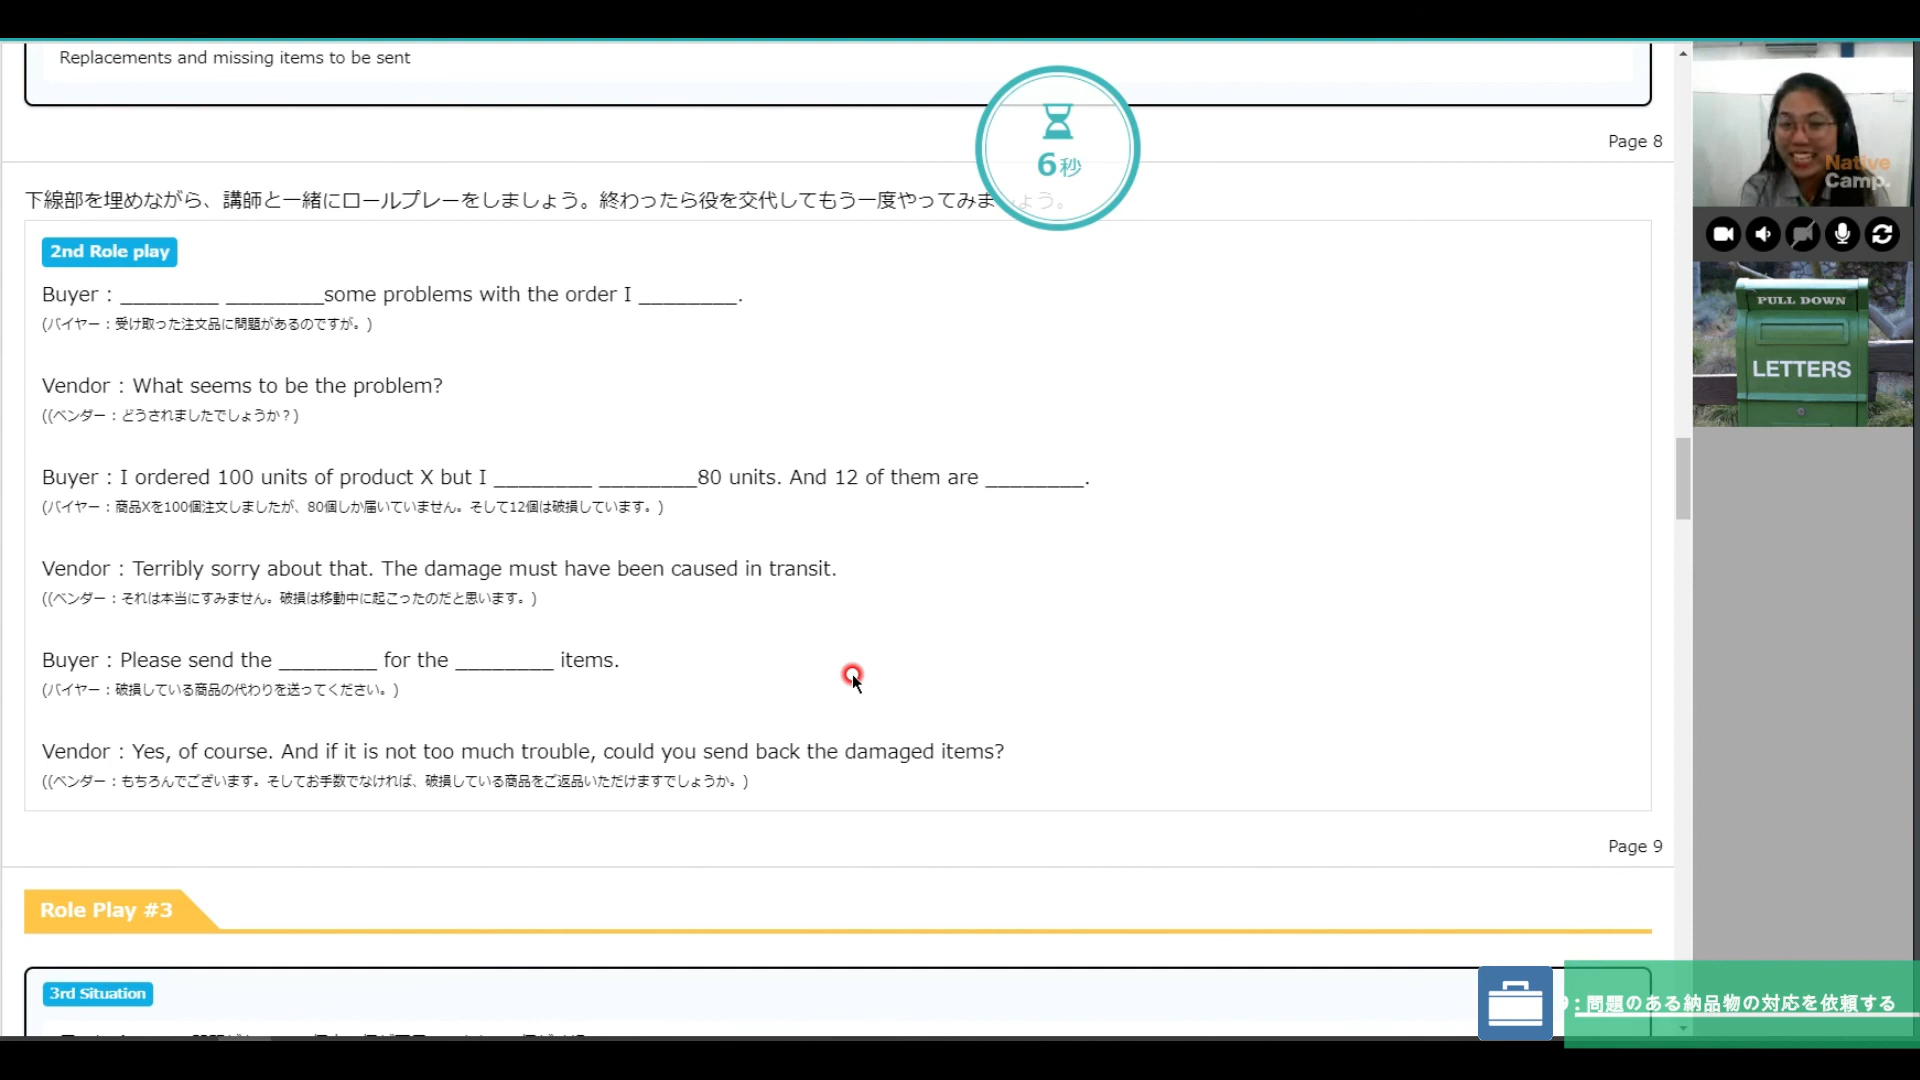 Replacements and missing items to be sent
Page 8
6秒
下線部を埋めながら、講師と一緒にロールプレーをしましょう。終わったら役を交代してもう一度やってみましょう。
2nd Role play
Buyer : ________ ________some problems with the order I ________.
(バイヤー：受け取った注文品に問題があるのですが。)
Vendor : What seems to be the problem?
((ベンダー：どうされましたでしょうか？)
Buyer : I ordered 100 units of product X but I ________ ________80 units. And 12 of them are ________.
(バイヤー：商品Xを100個注文しましたが、80個しか届いていません。そして12個は破損しています。)
Vendor : Terribly sorry about that. The damage must have been caused in transit.
((ベンダー：それは本当にすみません。破損は移動中に起こったのだと思います。)
Buyer : Please send the ________ for the ________ items.
(バイヤー：破損している商品の代わりを送ってください。)
Vendor : Yes, of course. And if it is not too much trouble, could you send back the damaged items?
((ベンダー：もちろんでございます。そしてお手数でなければ、破損している商品をご返品いただけますでしょうか。)
Page 9
Role Play #3
3rd Situation
Native
Camp.
PULL DOWN
LETTERS
: 問題のある納品物の対応を依頼する